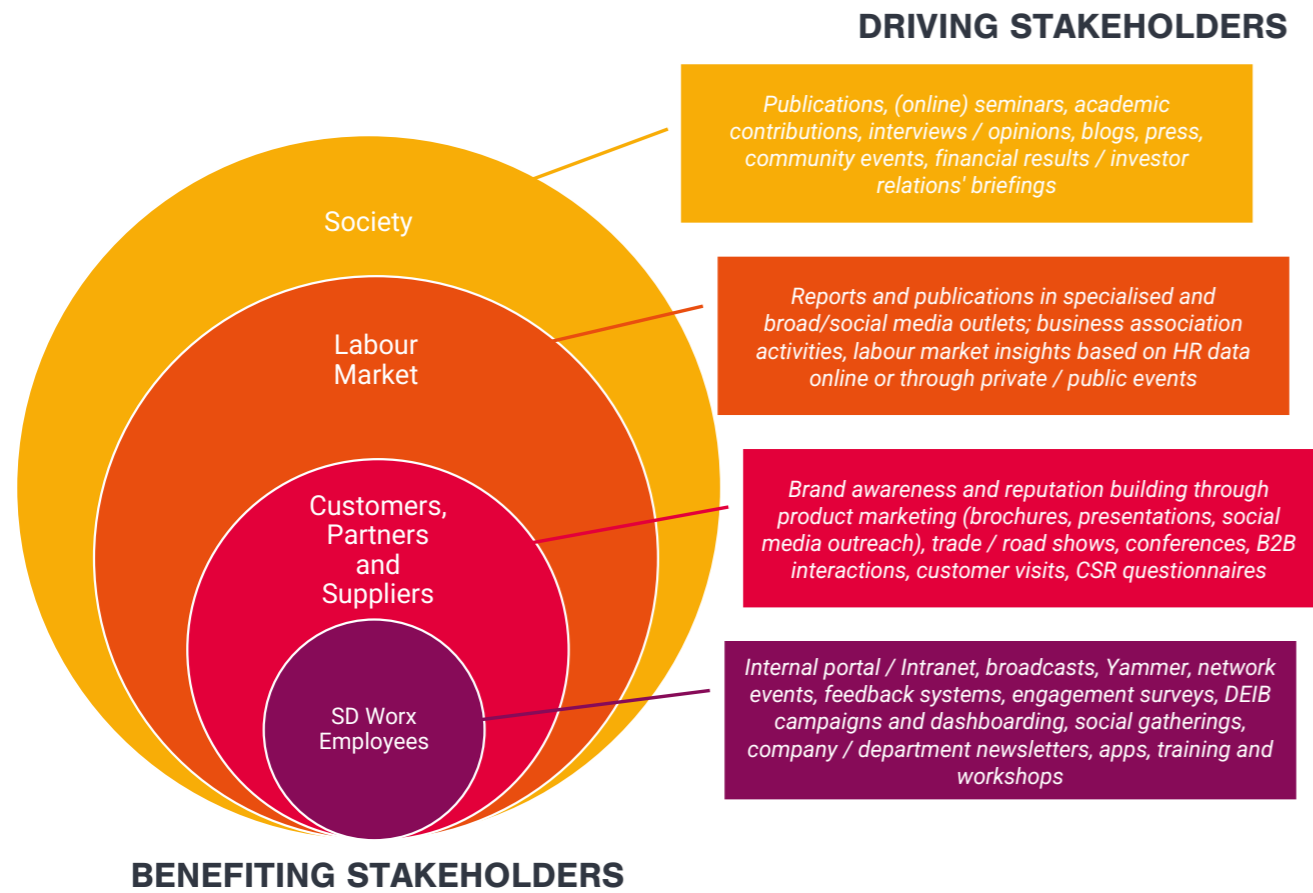 DRIVING STAKEHOLDERS
Publications, (online) seminars, academic
contributions, interviews / opinions, blogs, press,
community events, financial results / investor
relations' briefings
Society
Reports and publications in specialised and
broad/social media outlets; business association
activities, labour market insights based on HR data
online or through private / public events
Labour
Market
Brand awareness and reputation building through
product marketing (brochures, presentations, social
media outreach), trade / road shows, conferences, B2B
interactions, customer visits, CSR questionnaires
Customers,
Partners
and
Suppliers
Internal portal / Intranet, broadcasts, Yammer, network
events, feedback systems, engagement surveys, DEIB
campaigns and dashboarding, social gatherings,
company / department newsletters, apps, training and
workshops
SD Worx
Employees
BENEFITING STAKEHOLDERS